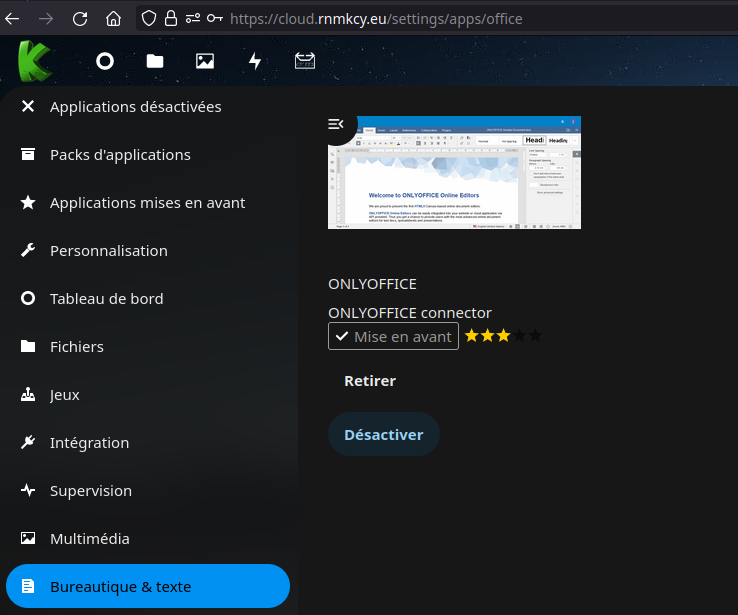 https://cloud.rnmkcy.eu/settings/apps/office
Applications désactivées
Packs d'applications
Applications mises en avant
Personnalisation
Tableau de bord
Fichiers
Jeux
Intégration
Supervision
Multimédia
Bureautique & texte
Welcome to ONLYOFFICE Online Editors
ONLYOFFICE
ONLYOFFICE connector
Mise en avant
Retirer
Désactiver